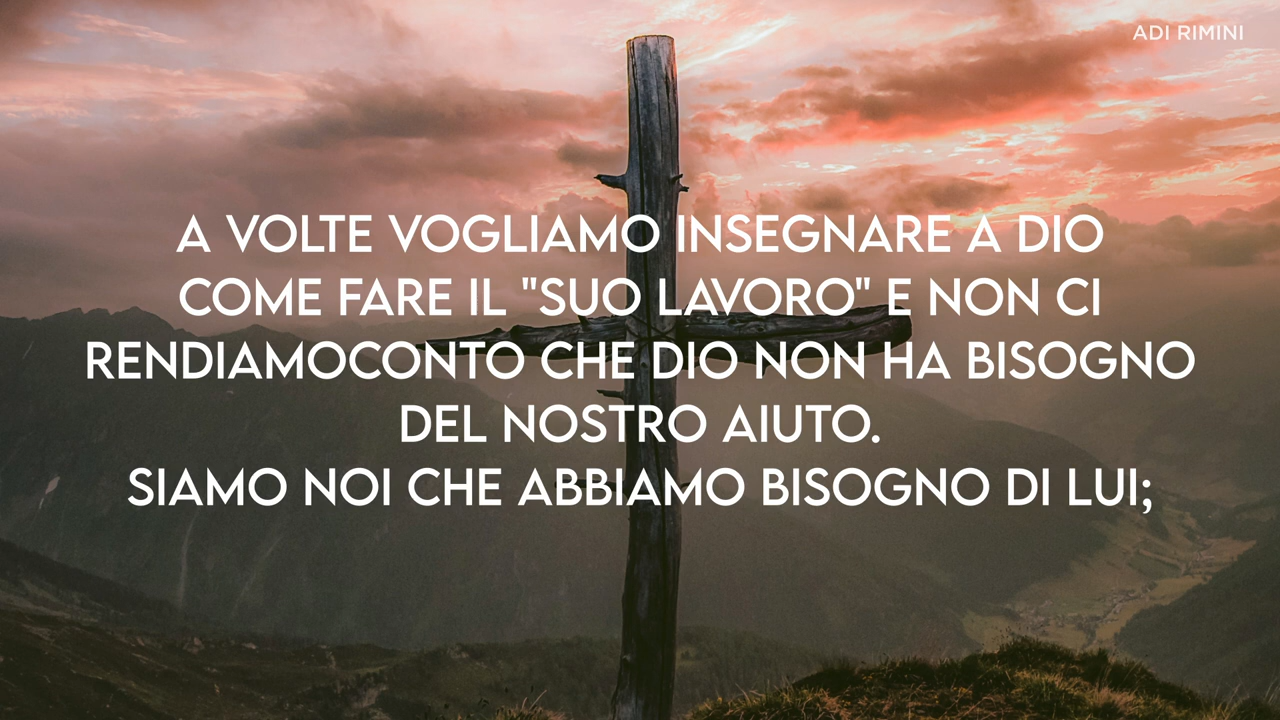 ADI RIMINI
A VOLTE VOGLIAMO INSEGNARE A DIO
COME FARE IL "SUO LAVORO" E NON CI
RENDIAMOCONTO CHE DIO NON HA BISOGNO
DEL NOSTRO AIUTO.
SIAMO NOI CHE ABBIAMO BISOGNO DI LUI;